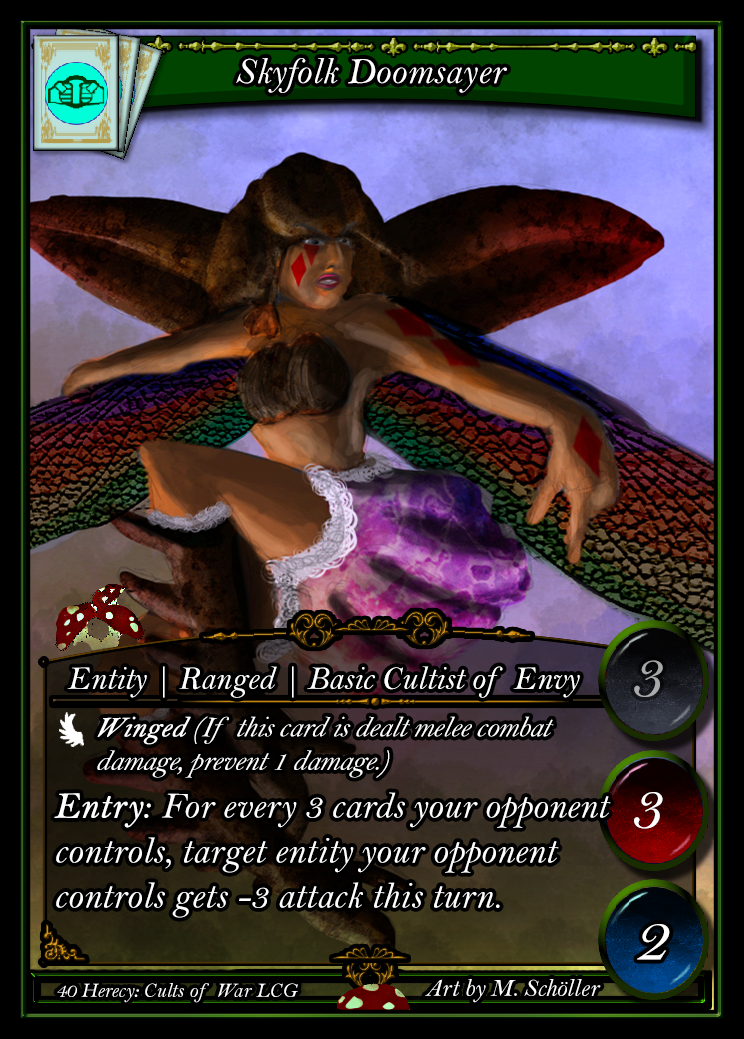 Skyfolk Doomsayer
Entity | Ranged | Basic Cultist of Envy
3
Winged (If this card is dealt melee combat
damage, prevent 1 damage.)
Entry: For every 3 cards your opponent
controls, target entity your opponent
controls gets -3 attack this turn.
3
2
40 Herecy: Cults of War LCG
Art by M. Schöller